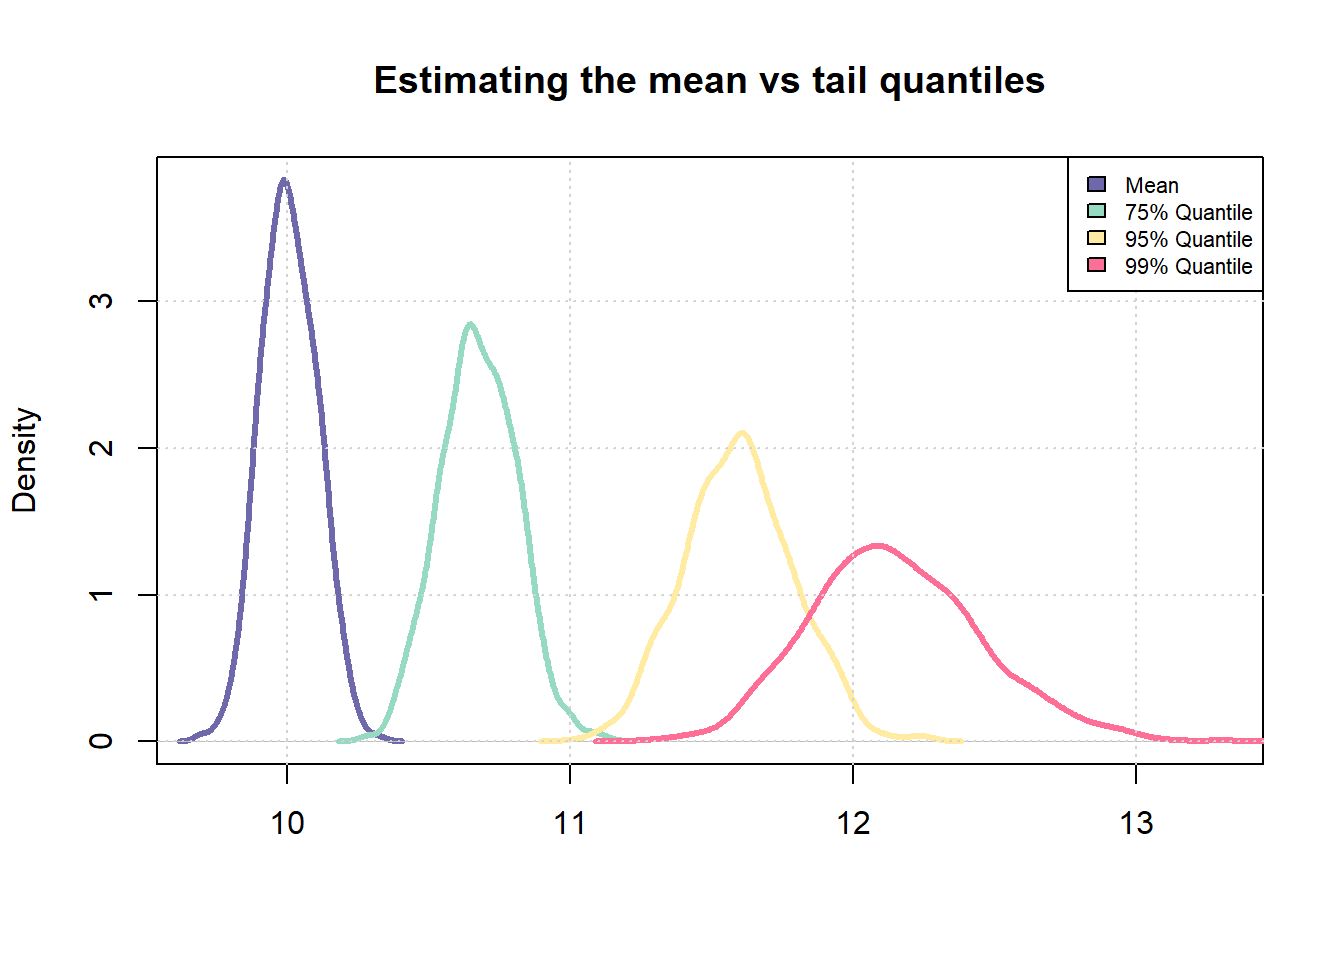 Estimating the mean vs tail quantiles
Mean
75% Quantile
95% Quantile
99% Quantile
Density
3
2
1
0
10 11 12 13